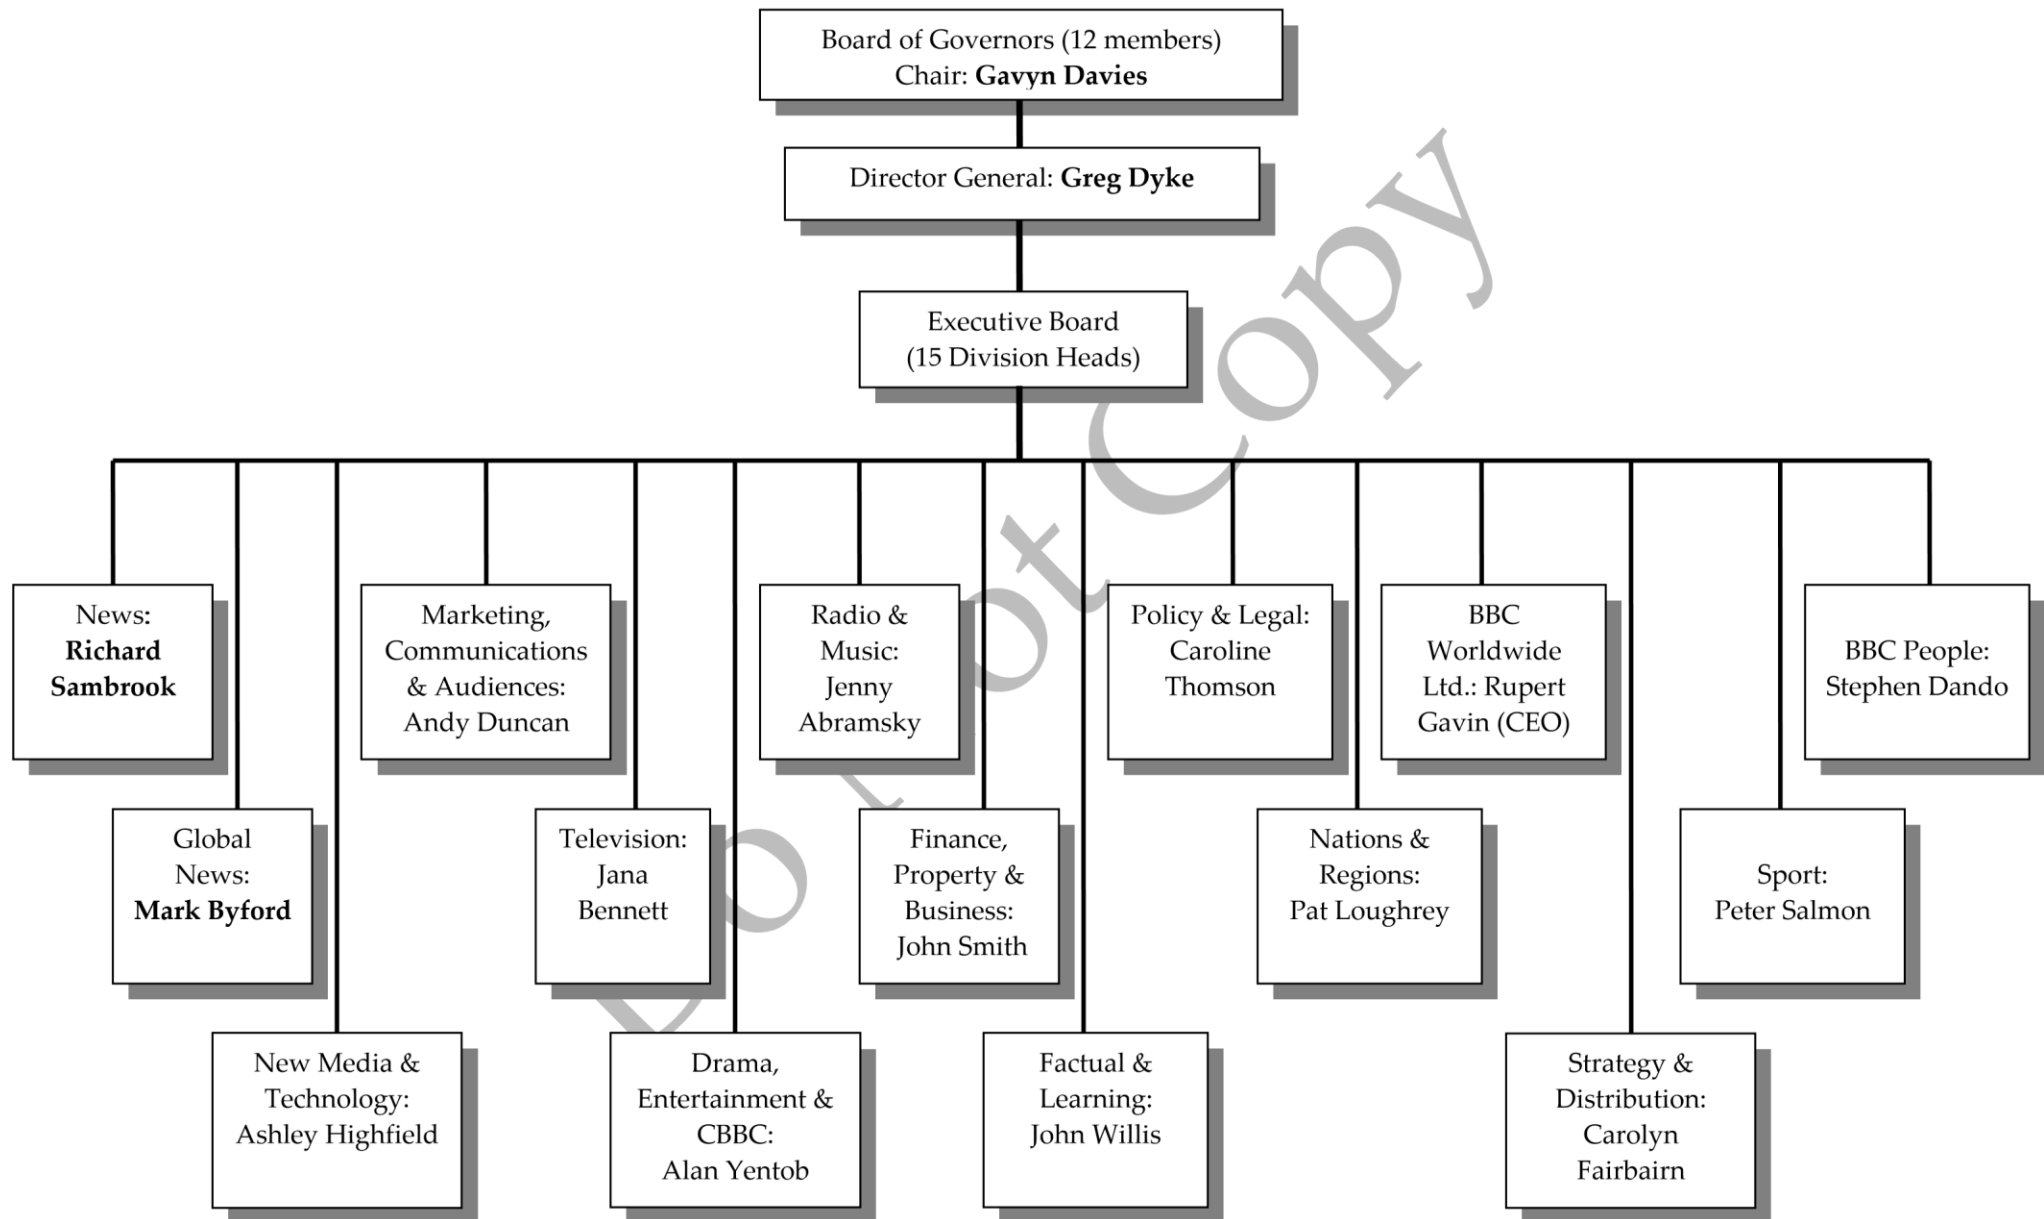 Board of Governors (12 members)
Chair: Gavyn Davies
Director General: Greg Dyke
Executive Board
(15 Division Heads)
News:
Richard
Sambrook
Marketing,
Communications
& Audiences:
Andy Duncan
Radio &
Music:
Jenny
Abramsky
Policy & Legal:
Caroline
Thomson
BBC
Worldwide
Ltd.: Rupert
Gavin (CEO)
BBC People:
Stephen Dando
Global
News:
Mark Byford
Television:
Jana
Bennett
Finance,
Property &
Business:
John Smith
Nations &
Regions:
Pat Loughrey
Sport:
Peter Salmon
New Media &
Technology:
Ashley Highfield
Drama,
Entertainment &
CBBC:
Alan Yentob
Factual &
Learning:
John Willis
Strategy &
Distribution:
Carolyn
Fairbairn
Do Not Copy